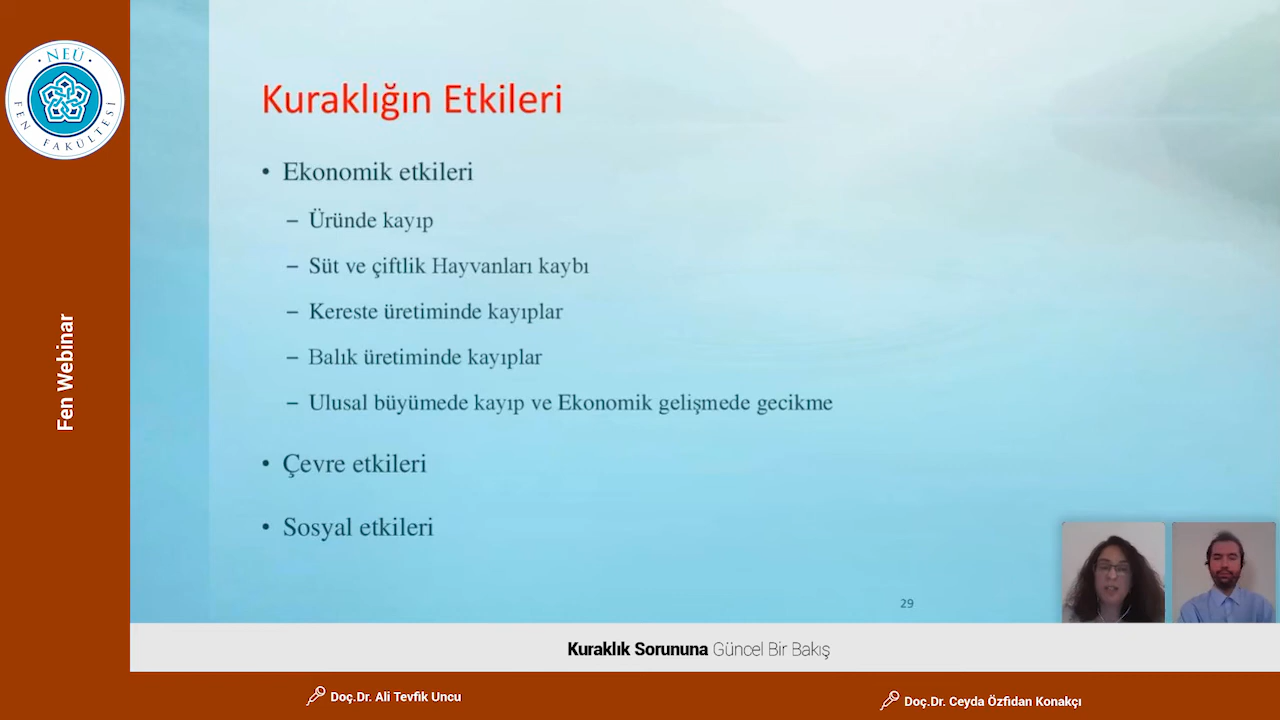 NEÜ
FEN FAKÜLTESİ
Fen Webinar
Kuraklığın Etkileri
• Ekonomik etkileri
– Üründe kayıp
– Süt ve çiftlik Hayvanları kaybı
– Kereste üretiminde kayıplar
– Balık üretiminde kayıplar
– Ulusal büyümede kayıp ve Ekonomik gelişmede gecikme
• Çevre etkileri
• Sosyal etkileri
29
Kuraklık Sorununa Güncel Bir Bakış
Doç.Dr. Ali Tevfik Uncu
Doç.Dr. Ceyda Özfidan Konakçı